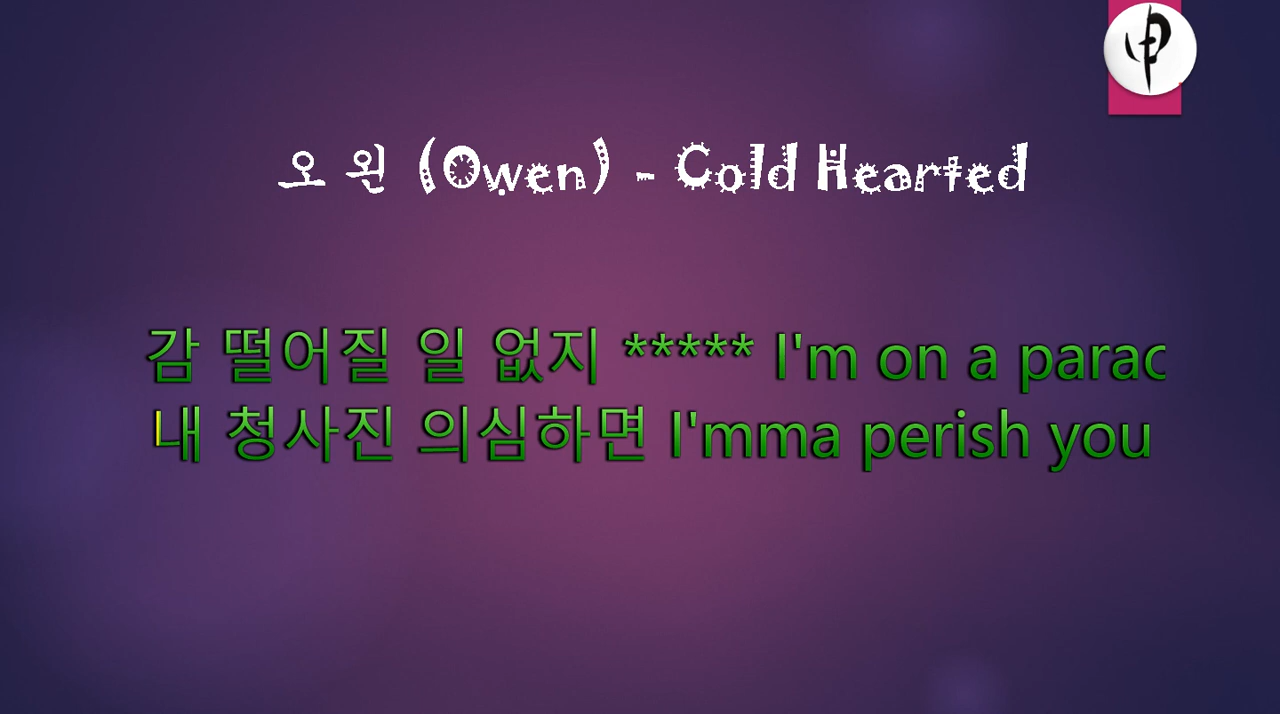 오왼 (Owen) - Cold Hearted
감 떨어질 일 없지 ***** I'm on a parac
내 청사진 의심하면 I'mma perish you